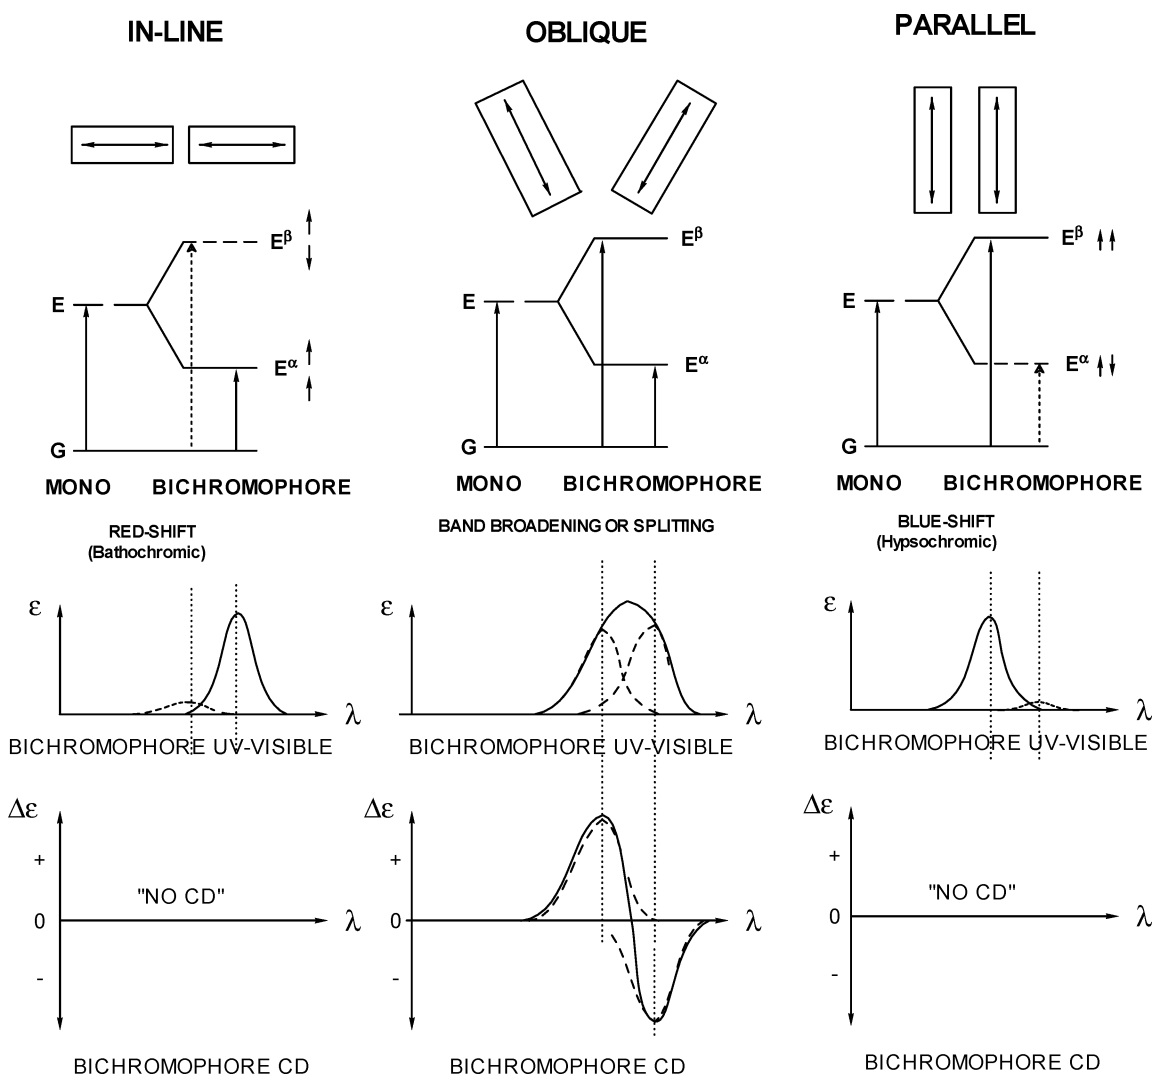 IN-LINE
E
Eβ
Eα
G
MONO BICHROMOPHORE
RED-SHIFT
(Bathochromic)
ε
λ
BICHROMOPHORE UV-VISIBLE
Δε
+
"NO CD"
0
λ
-
BICHROMOPHORE CD
OBLIQUE
E
Eβ
Eα
G
MONO BICHROMOPHORE
BAND BROADENING OR SPLITTING
ε
λ
BICHROMOPHORE UV-VISIBLE
Δε
+
0
λ
-
BICHROMOPHORE CD
PARALLEL
E
Eβ
Eα
G
MONO BICHROMOPHORE
BLUE-SHIFT
(Hypsochromic)
ε
λ
BICHROMOPHORE UV-VISIBLE
Δε
+
"NO CD"
0
λ
-
BICHROMOPHORE CD